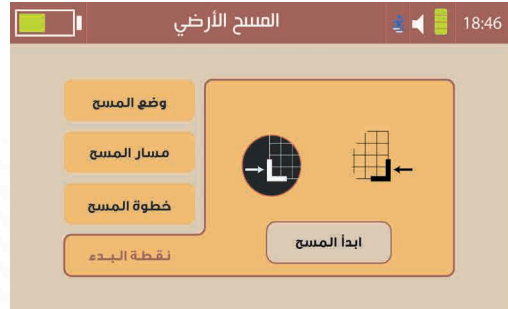 المسح الأرضي
18:46
وضع المسح
مسار المسح
خطوة المسح
نقطة البدء
ابدأ المسح